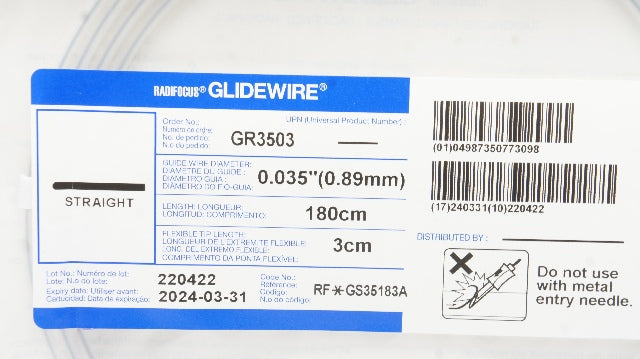 RADIFOCUS® GLIDEWIRE®
Order No.:
Numéro de ordre:
No. de pedido:
N.o do pedido:
GR3503
UPN (Universal Product Number):
STRAIGHT
GUIDE WIRE DIAMETER:
DIAMÈTRE DU GUIDE :
DIÁMETRO GUIA :
DIÂMETRO DO FIO-GUIA:
0.035"(0.89mm)
LENGTH: LONGUEUR:
LONGITUD: COMPRIMENTO:
180cm
FLEXIBLE TIP LENGTH:
LONGUEUR DE L'EXTREMITE FLEXIBLE:
LONG. DEL EXTREMO FLEXIBLE:
COMPRIMENTO DA PONTA FLEXÍVEL:
3cm
Lot No.: Numéro de lot:
Lote: N.o do lote:
220422
Expiry date: Utiliser avant:
Caducidad: Data de expiração:
2024-03-31
Code No.:
Référence:
Código No.:
N.o do código:
RF*GS35183A
(01)04987350773098
(17)240331(10)220422
DISTRIBUTED BY:
Do not use
with metal
entry needle.